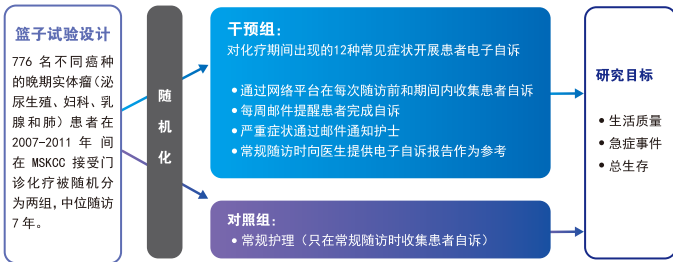 篮子试验设计
776 名不同癌种
的晚期实体瘤（泌
尿生殖、妇科、乳
腺和肺）患者在
2007-2011 年 间
在 MSKCC 接受门
诊化疗被随机分
为两组，中位随访
7 年。
随
机
化
干预组：
对化疗期间出现的12种常见症状开展患者电子自诉
• 通过网络平台在每次随访前和期间内收集患者自诉
• 每周邮件提醒患者完成自诉
• 严重症状通过邮件通知护士
• 常规随访时向医生提供电子自诉报告作为参考
对照组：
• 常规护理（只在常规随访时收集患者自诉）
研究目标
• 生活质量
• 急症事件
• 总生存